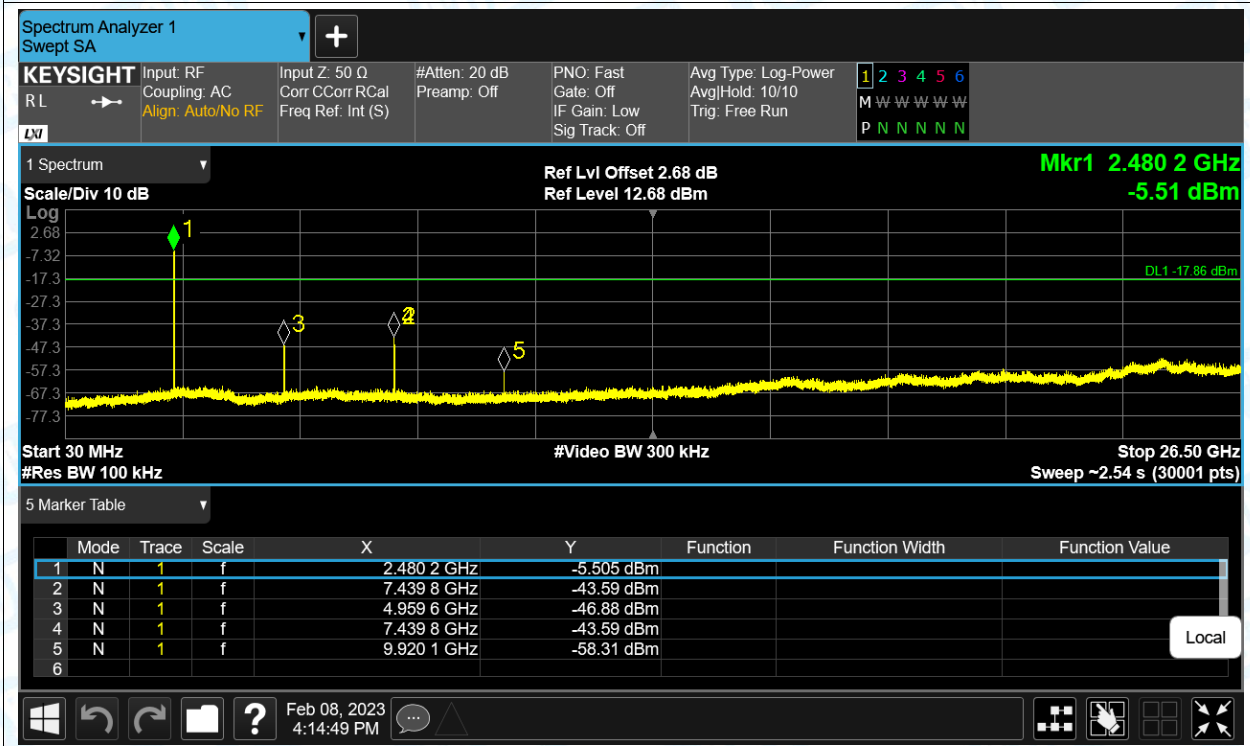 Spectrum Analyzer 1
Swept SA
KEYSIGHT
R L
LXI
Input: RF
Coupling: AC
Align: Auto/No RF
Input Z: 50 Ω
Corr CCorr RCal
Freq Ref: Int (S)
#Atten: 20 dB
Preamp: Off
PNO: Fast
Gate: Off
IF Gain: Low
Sig Track: Off
Avg Type: Log-Power
Avg|Hold: 10/10
Trig: Free Run
1 2 3 4 5 6
M W W W W W
P N N N N N
1 Spectrum
Scale/Div 10 dB
Ref Lvl Offset 2.68 dB
Ref Level 12.68 dBm
Mkr1 2.480 2 GHz
-5.51 dBm
Log
2.68
-7.32
-17.3
-27.3
-37.3
-47.3
-57.3
-67.3
-77.3
1
DL1 -17.86 dBm
3
2
4
5
Start 30 MHz
#Video BW 300 kHz
Stop 26.50 GHz
#Res BW 100 kHz
Sweep ~2.54 s (30001 pts)
5 Marker Table
Mode Trace Scale X Y Function Function Width Function Value
1 N 1 f 2.480 2 GHz -5.505 dBm
2 N 1 f 7.439 8 GHz -43.59 dBm
3 N 1 f 4.959 6 GHz -46.88 dBm
4 N 1 f 7.439 8 GHz -43.59 dBm
5 N 1 f 9.920 1 GHz -58.31 dBm
6
Local
?
Feb 08, 2023
4:14:49 PM